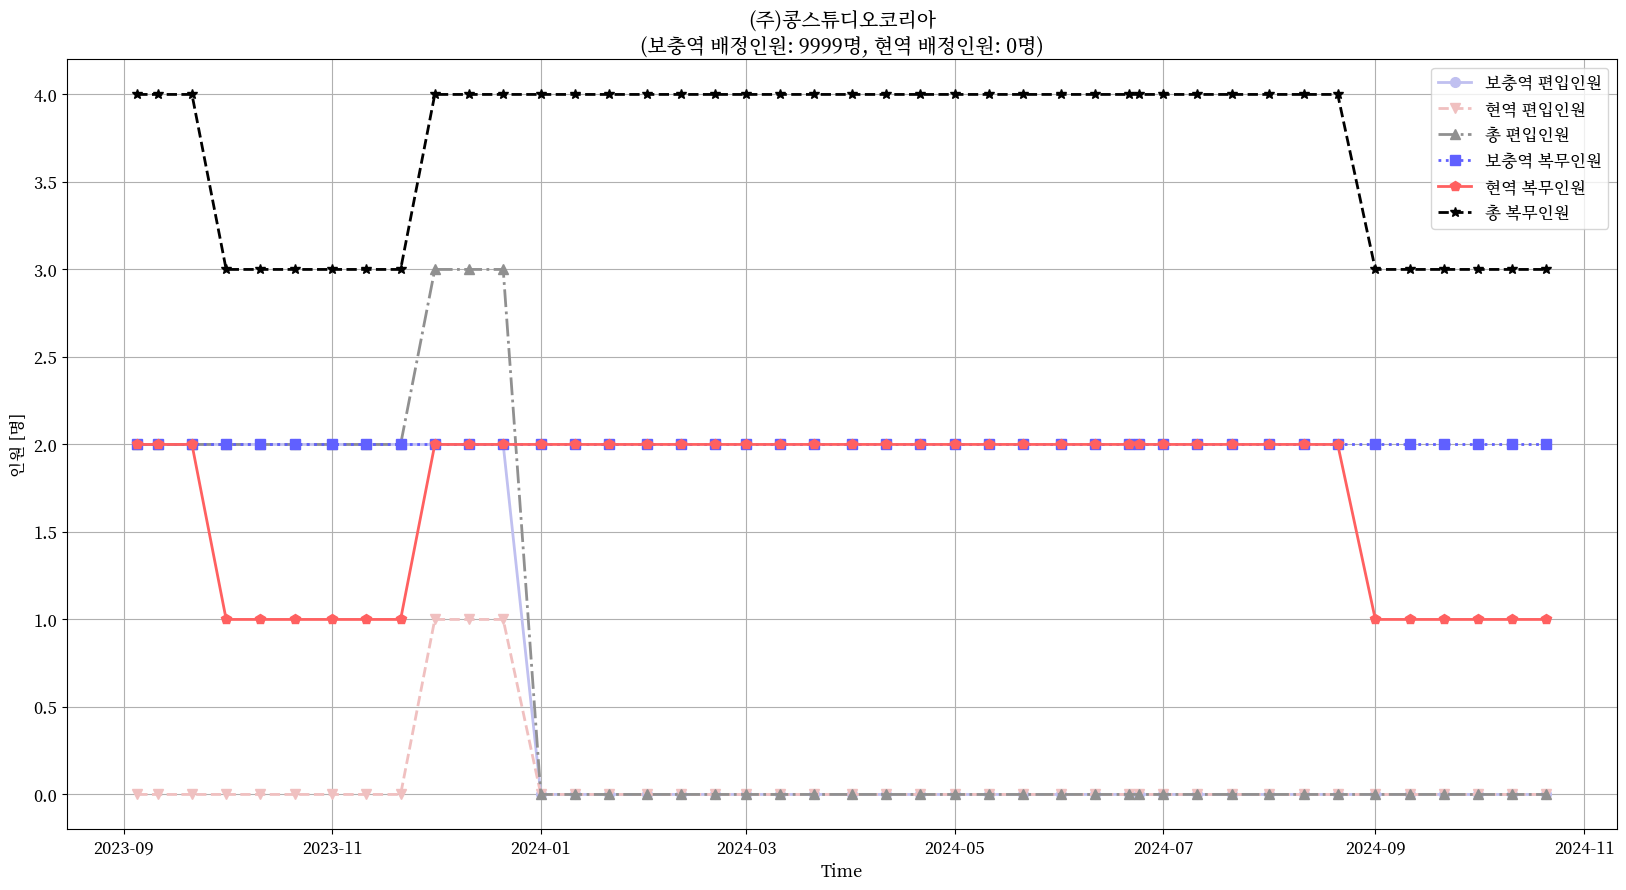 (주)콩스튜디오코리아
(보충역 배정인원: 9999명, 현역 배정인원: 0명)
보충역 편입인원
현역 편입인원
총 편입인원
보충역 복무인원
현역 복무인원
총 복무인원
인원 [명]
4.0
3.5
3.0
2.5
2.0
1.5
1.0
0.5
0.0
2023-09
2023-11
2024-01
2024-03
2024-05
2024-07
2024-09
2024-11
Time